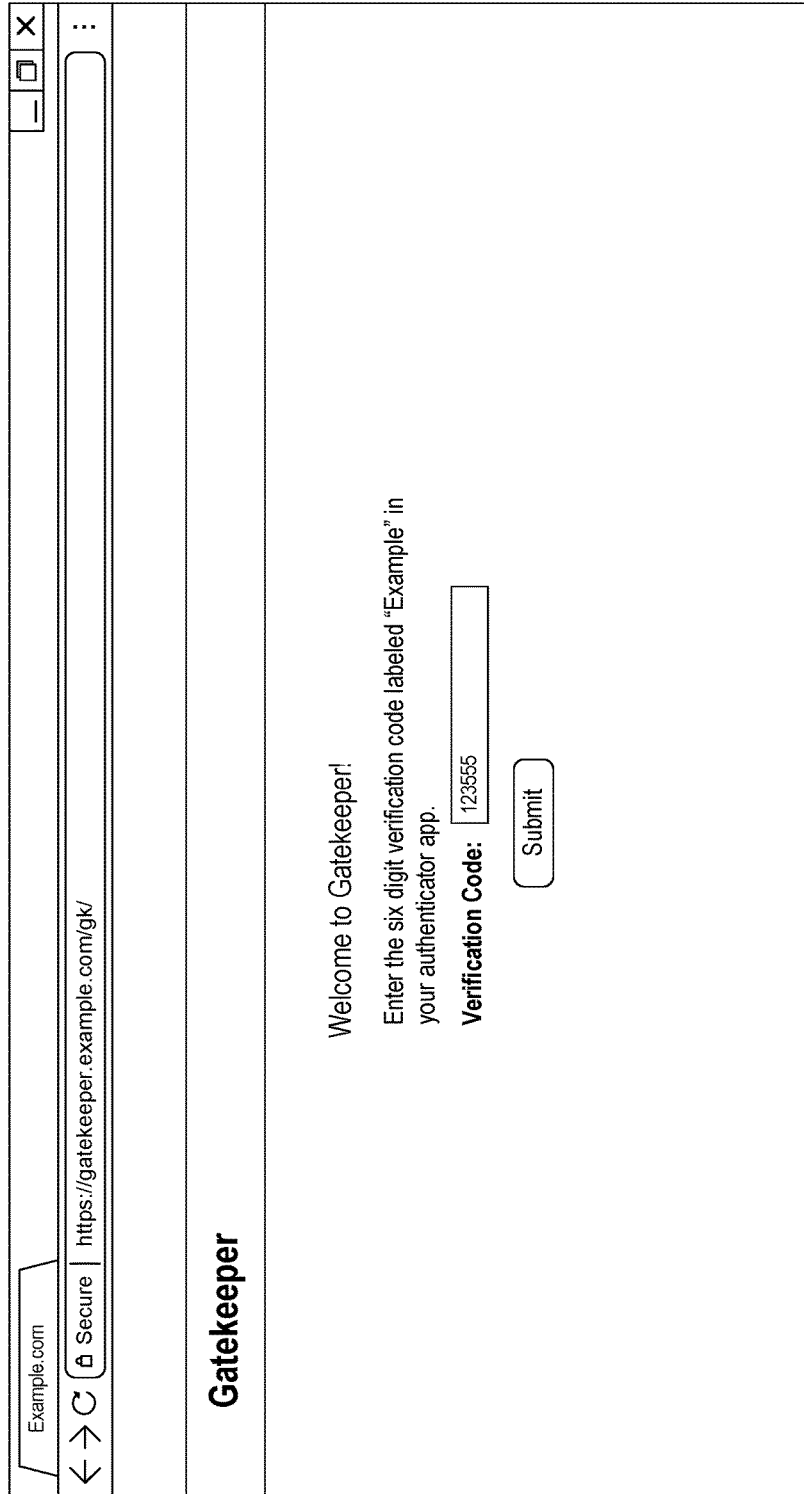 Example.com
Secure | https://gatekeeper.example.com/gk/
Gatekeeper
Welcome to Gatekeeper!
Enter the six digit verification code labeled “Example” in
your authenticator app.
Verification Code: 123555
Submit